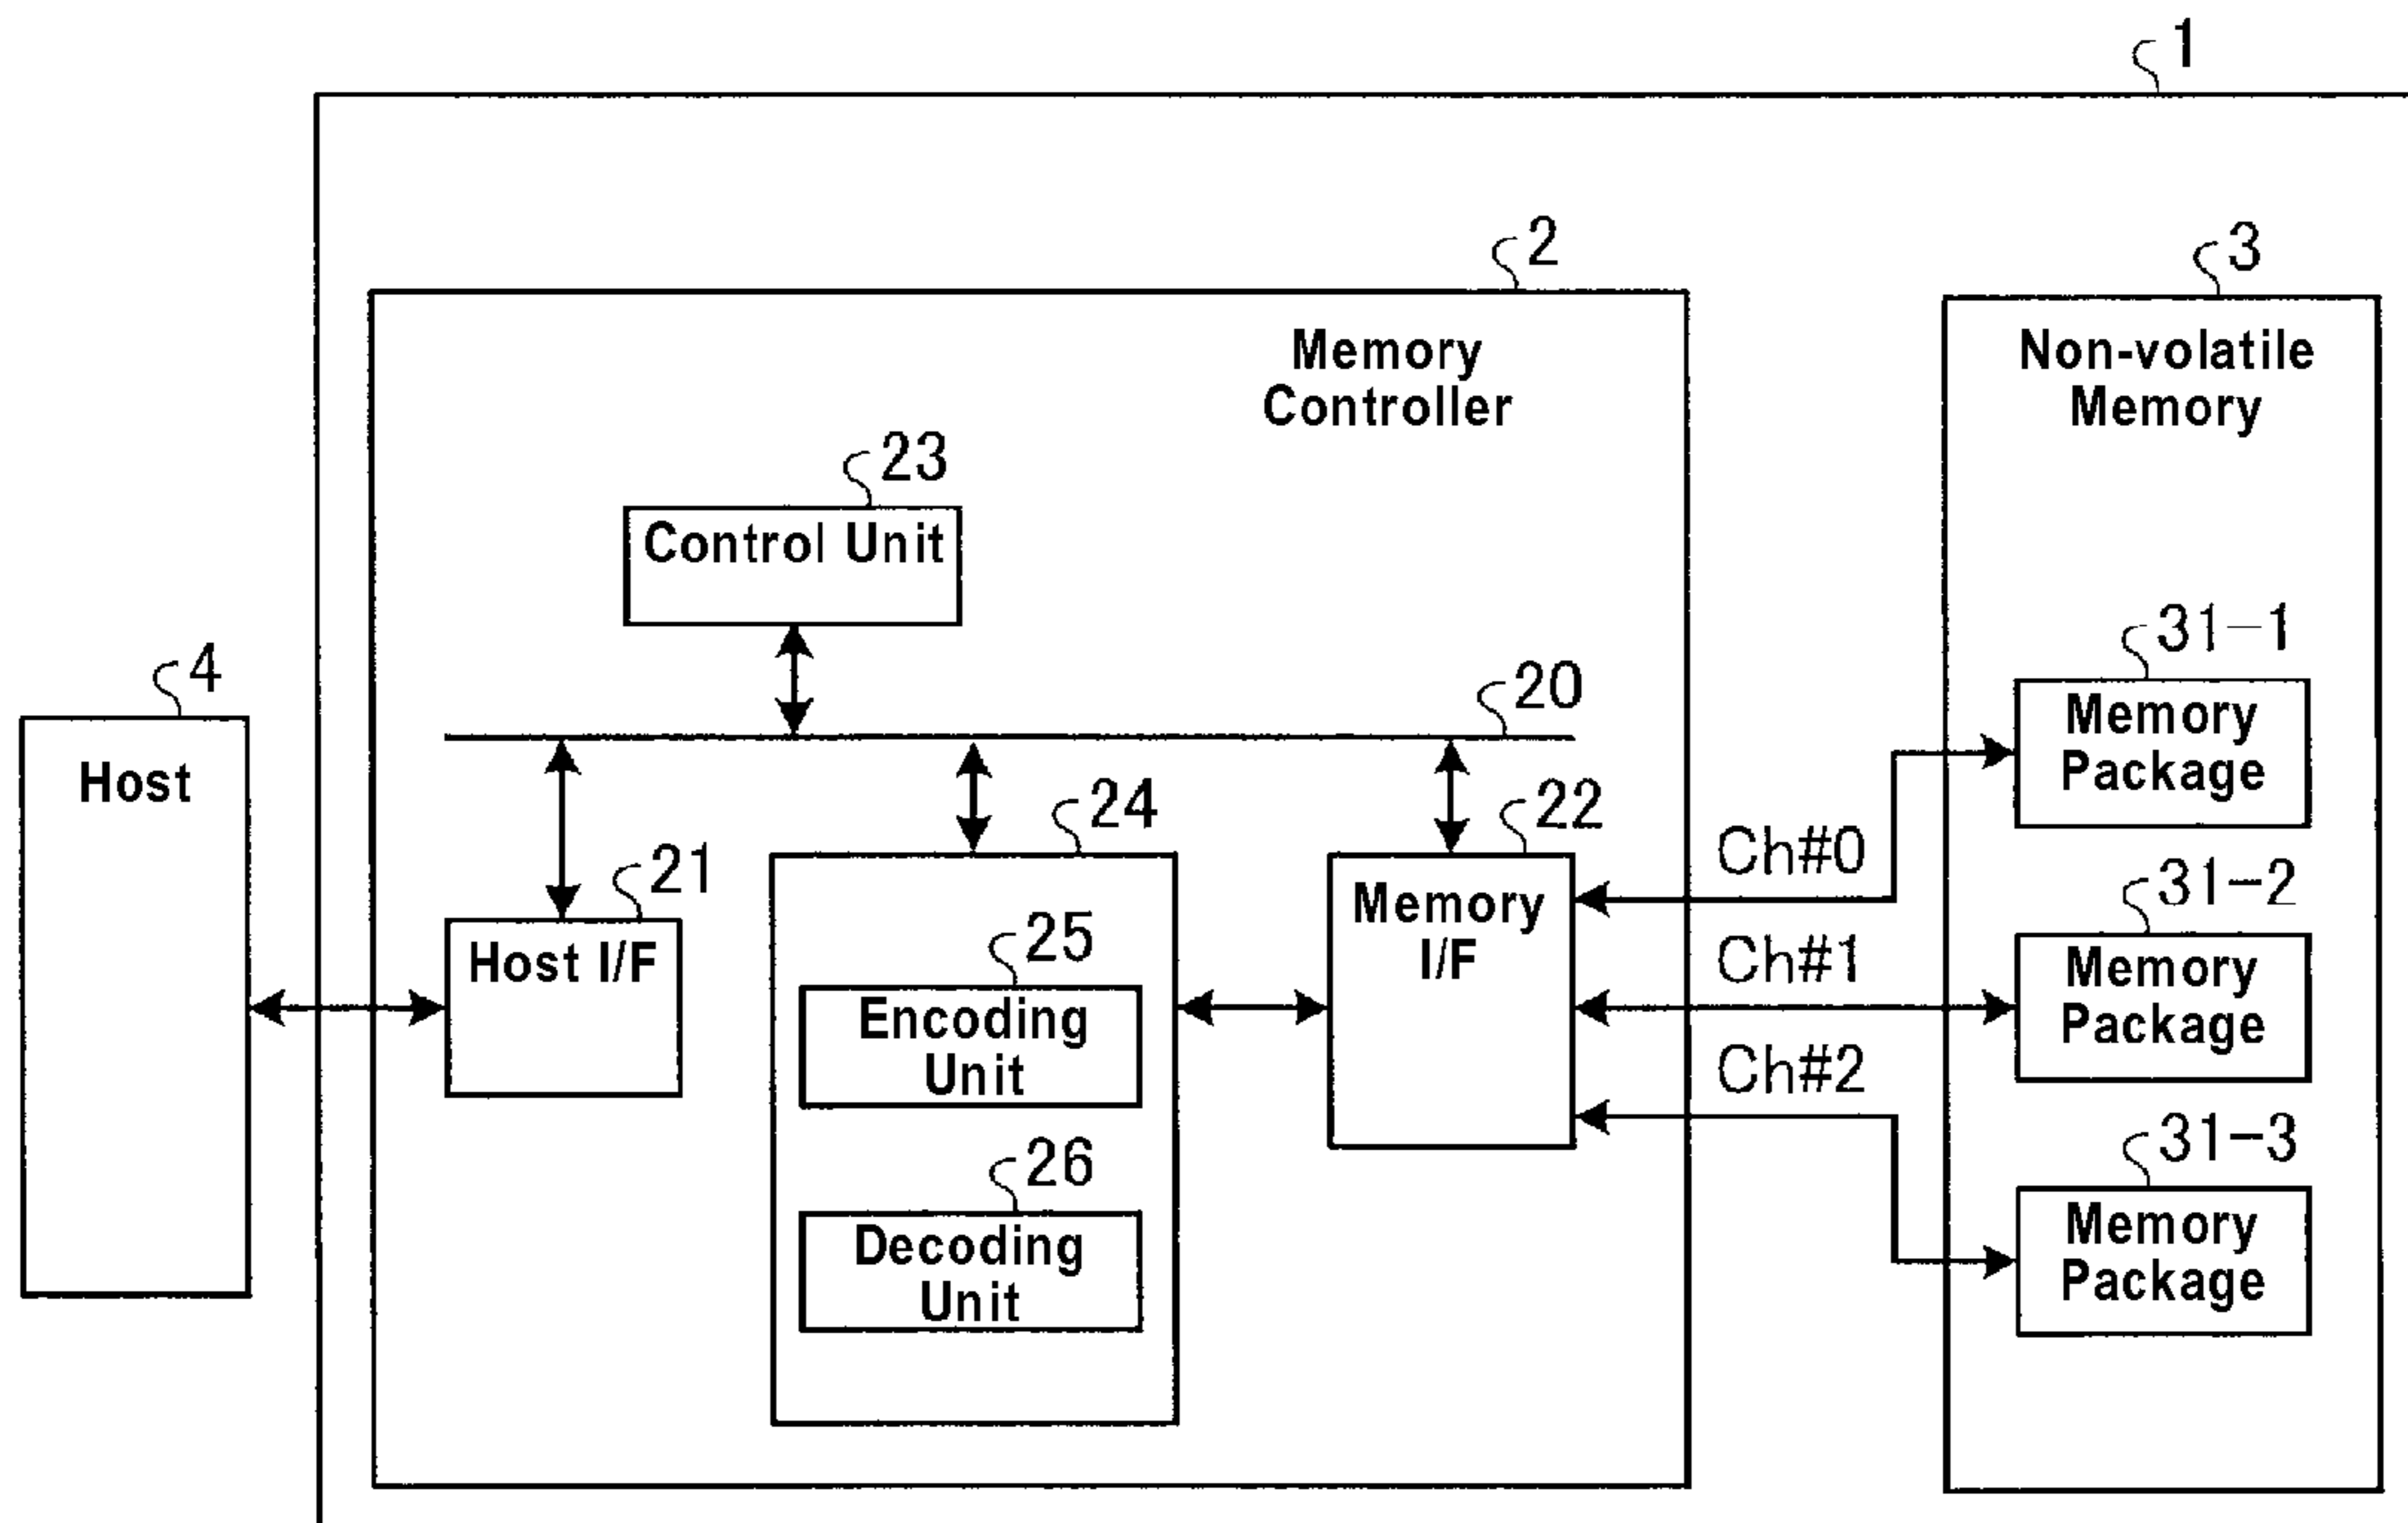 1
2
3
Memory
Controller
Non-volatile
Memory
23
Control Unit
31-1
Memory
Package
4
Host
20
24
22
Ch#0
21
Host I/F
Memory
I/F
31-2
Memory
Package
25
Encoding
Unit
Ch#1
Ch#2
26
Decoding
Unit
31-3
Memory
Package